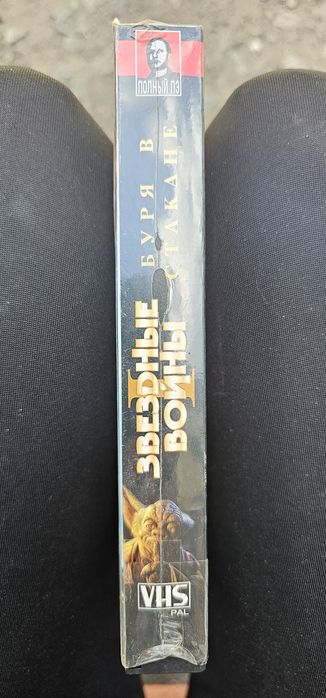 ПОЛНЫЙ ПЭ
БУРЯ В
СТАКАНЕ
ЗВЕЗДНЫЕ
ВОЙНЫ
I
VHS
PAL